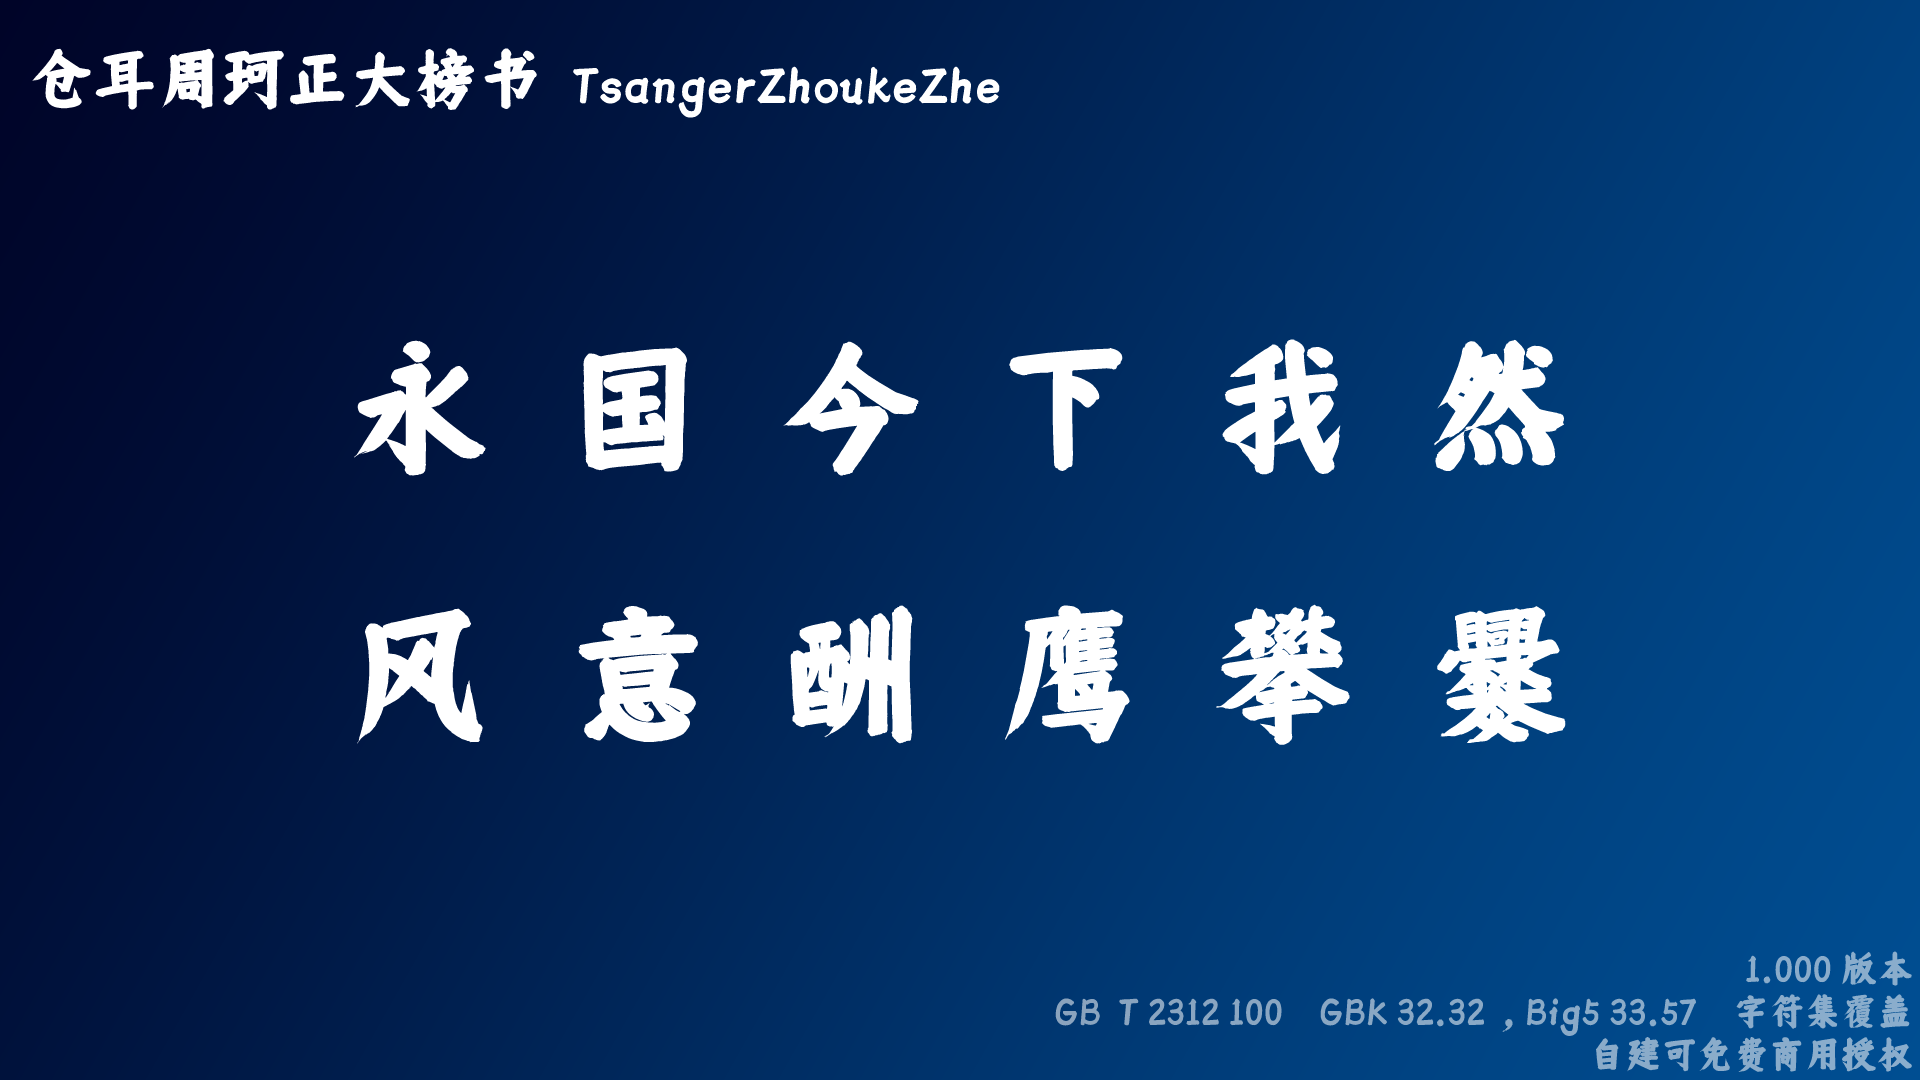 仓耳周珂正大榜书 TsangerZhoukeZhe
永国今下我然
风意酬鹰攀爨
1.000 版本
GB T 2312 100 GBK 32.32 , Big5 33.57 字符集覆盖
自建可免费商用授权